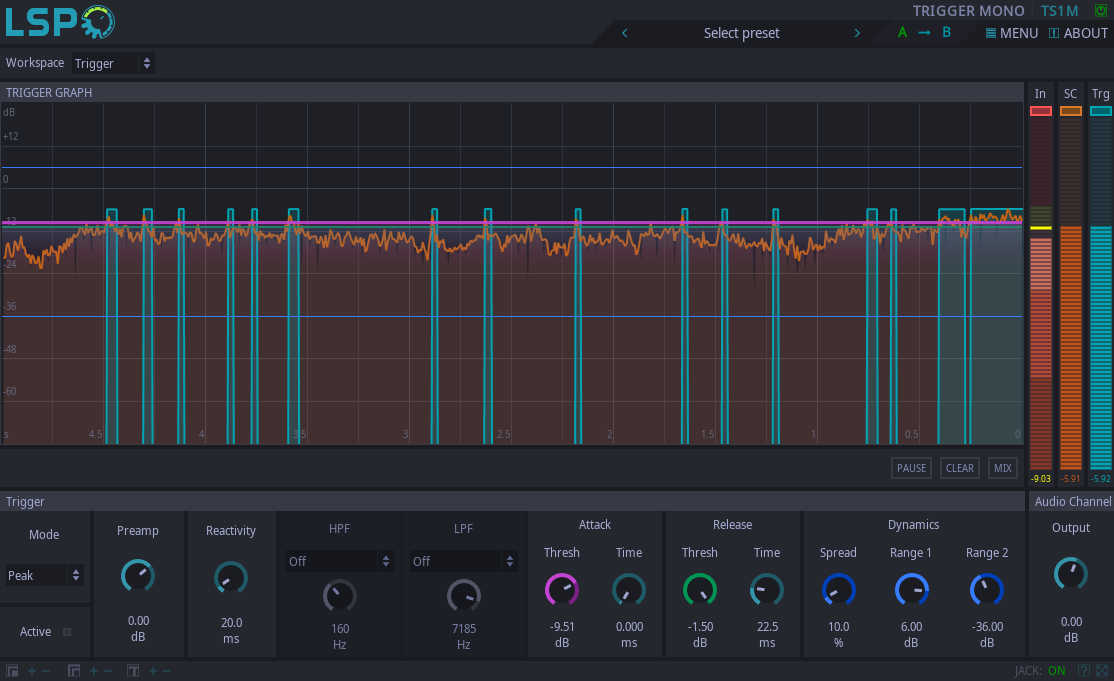 LSP
TRIGGER MONO TS1M
Select preset
A → B
MENU
ABOUT
Workspace
Trigger
TRIGGER GRAPH
In
SC
Trg
dB
+12
0
-12
-24
-36
-48
-60
s
4.5
4
3.5
3
2.5
2
1.5
1
0.5
0
PAUSE
CLEAR
MIX
-9.03
-5.91
-5.92
Trigger
Audio Channel
Mode
Peak
Active
Preamp
0.00
dB
Reactivity
20.0
ms
HPF
Off
160
Hz
LPF
Off
7185
Hz
Attack
Thresh
-9.51
dB
Time
0.000
ms
Release
Thresh
-1.50
dB
Time
22.5
ms
Dynamics
Spread
10.0
%
Range 1
6.00
dB
Range 2
-36.00
dB
Output
0.00
dB
+ −
+ −
T + −
JACK: ON
?